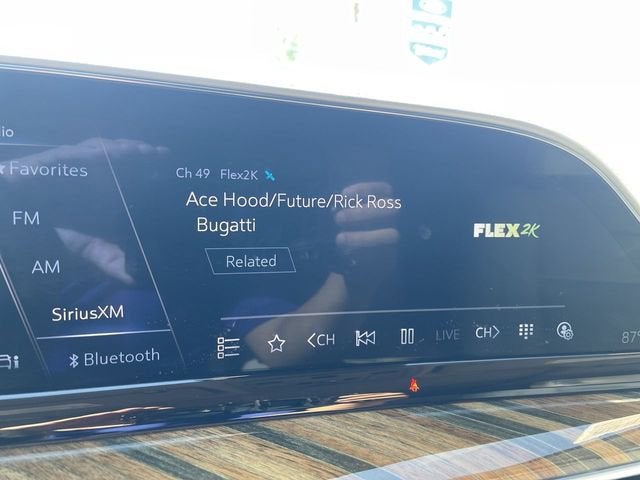 io
Favorites
FM
AM
SiriusXM
Bluetooth
Ch 49 Flex2K
Ace Hood/Future/Rick Ross
Bugatti
Related
FLEX2K
<CH
LIVE
CH>
87°